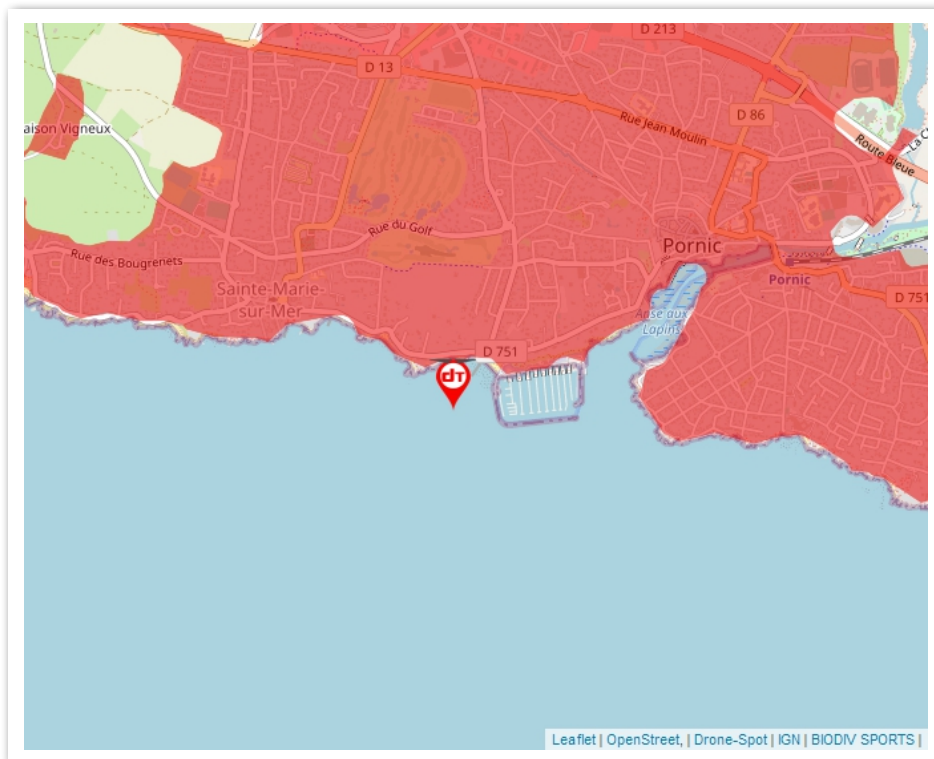 D 213
D 13
aison Vigneux
D 86
Rue Jean Moulin
La C
Route Bleue
Rue du Golf
Pornic
Rue des Bougrenets
Pornic
Sainte-Marie-
sur-Mer
D 751
Anse aux
Lapins
D 751
dT
Leaflet | OpenStreet, | Drone-Spot | IGN | BIODIV SPORTS |